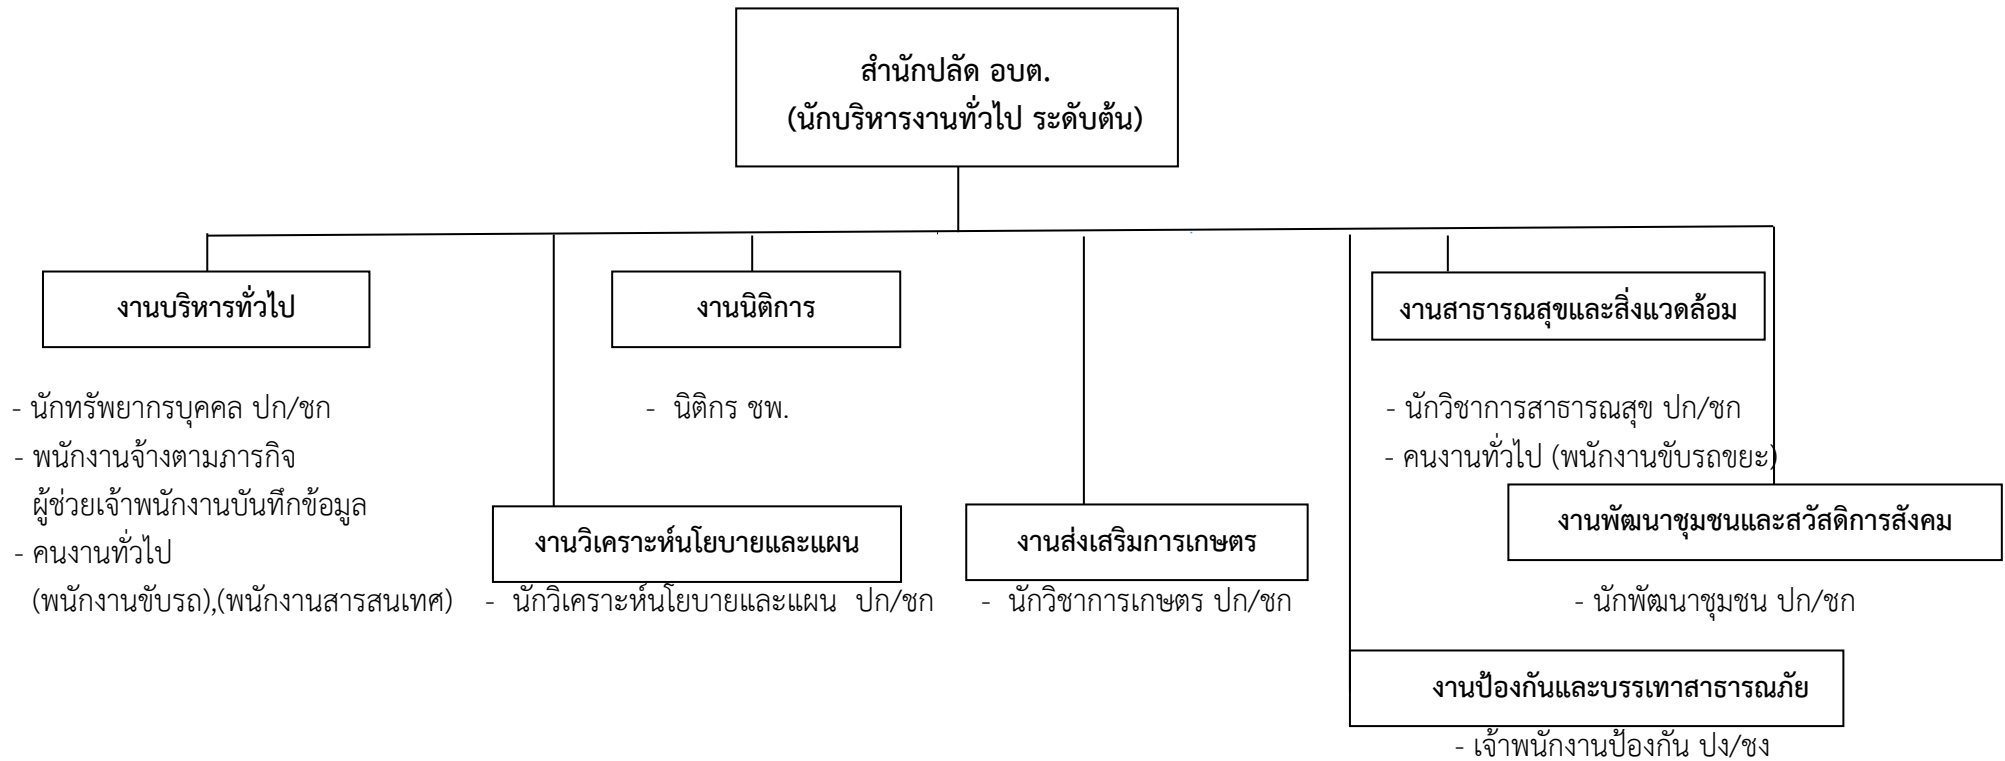 สำนักปลัด อบต.
(นักบริหารงานทั่วไป ระดับต้น)
งานบริหารทั่วไป
- นักทรัพยากรบุคคล ปก/ชก
- พนักงานจ้างตามภารกิจ
ผู้ช่วยเจ้าพนักงานบันทึกข้อมูล
- คนงานทั่วไป
(พนักงานขับรถ),(พนักงานสารสนเทศ)
งานวิเคราะห์นโยบายและแผน
- นักวิเคราะห์นโยบายและแผน ปก/ชก
งานนิติการ
- นิติกร ชพ.
งานส่งเสริมการเกษตร
- นักวิชาการเกษตร ปก/ชก
งานสาธารณสุขและสิ่งแวดล้อม
- นักวิชาการสาธารณสุข ปก/ชก
- คนงานทั่วไป (พนักงานขับรถขยะ)
งานพัฒนาชุมชนและสวัสดิการสังคม
- นักพัฒนาชุมชน ปก/ชก
งานป้องกันและบรรเทาสาธารณภัย
- เจ้าพนักงานป้องกัน ปง/ชง